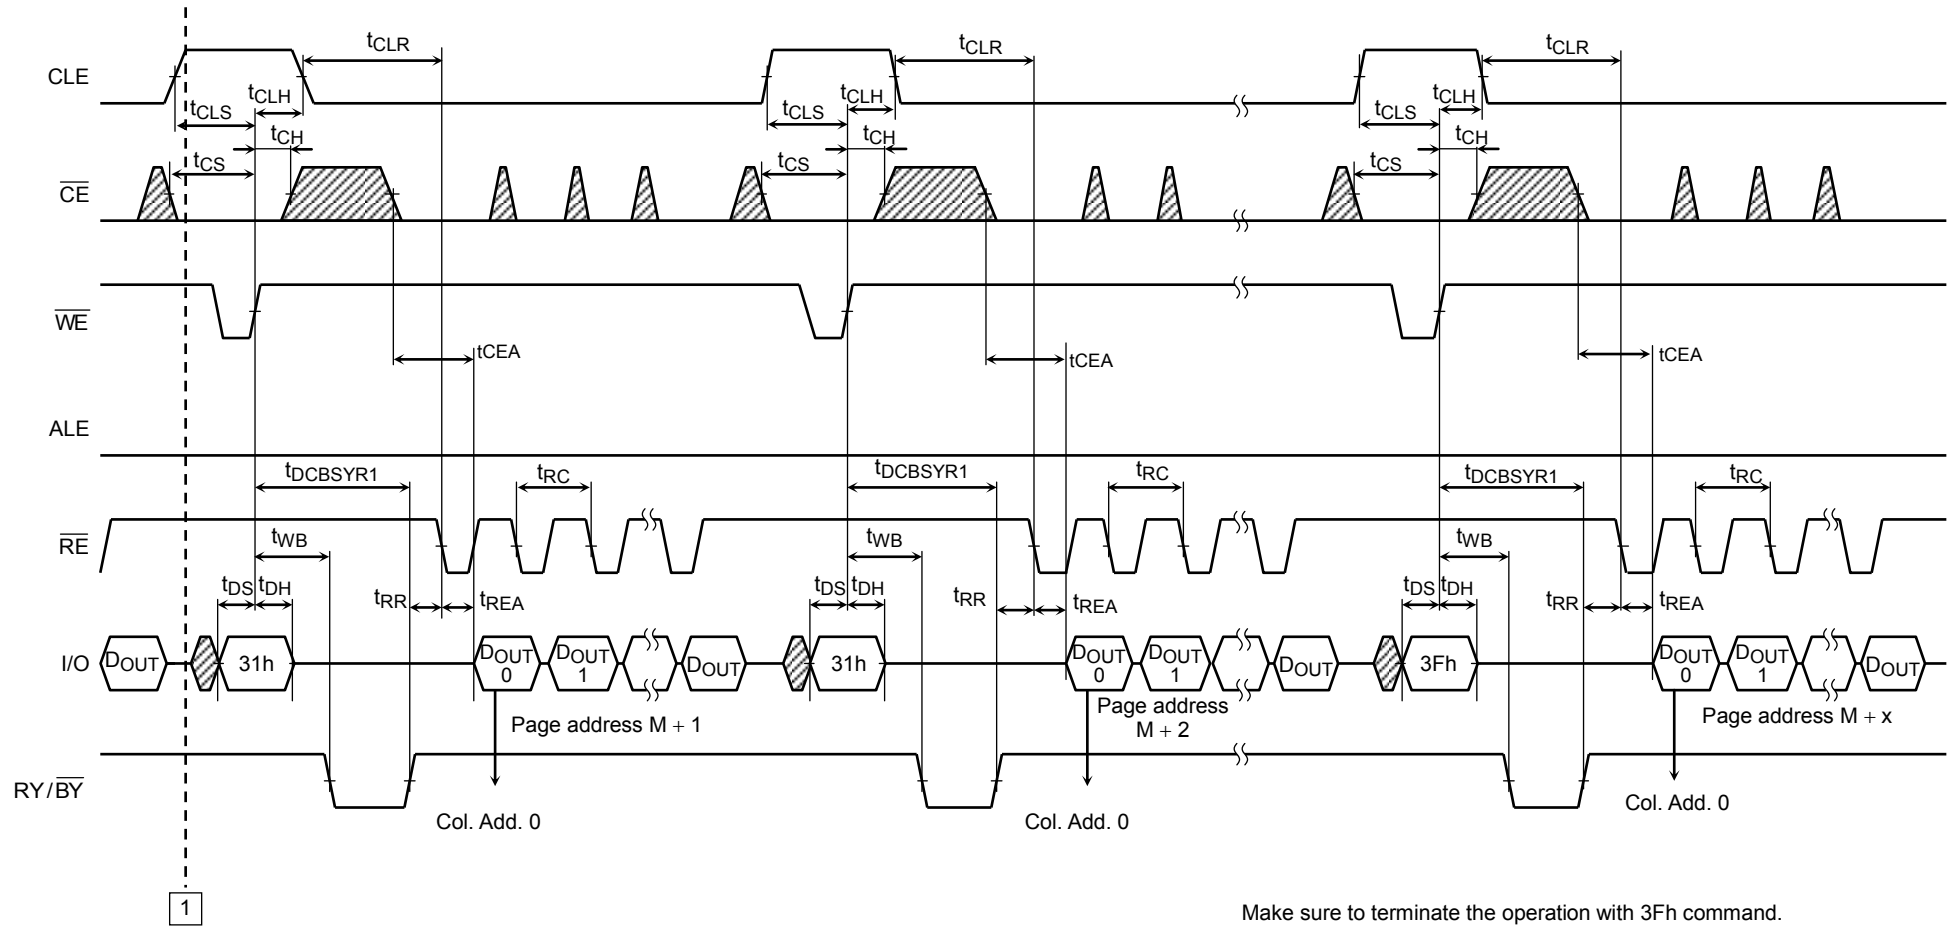 tCLR tCLR tCLR
CLE
tCLH tCLH tCLH
tCLS tCLS tCLS
tCH tCH tCH
tCS tCS tCS
CE
WE
tCEA tCEA tCEA
ALE
tDCBSYR1 tDCBSYR1 tDCBSYR1
tRC tRC tRC
RE
tWB tWB tWB
tDS tDH tDS tDH tDS tDH
tRR tREA tRR tREA tRR tREA
I/O DOUT 31h DOUT 0 DOUT 1 DOUT 31h DOUT 0 DOUT 1 DOUT 3Fh DOUT 0 DOUT 1 DOUT
Page address M + 1
Page address
M + 2
Page address M + x
RY/BY
Col. Add. 0
Col. Add. 0
Col. Add. 0
1
Make sure to terminate the operation with 3Fh command.